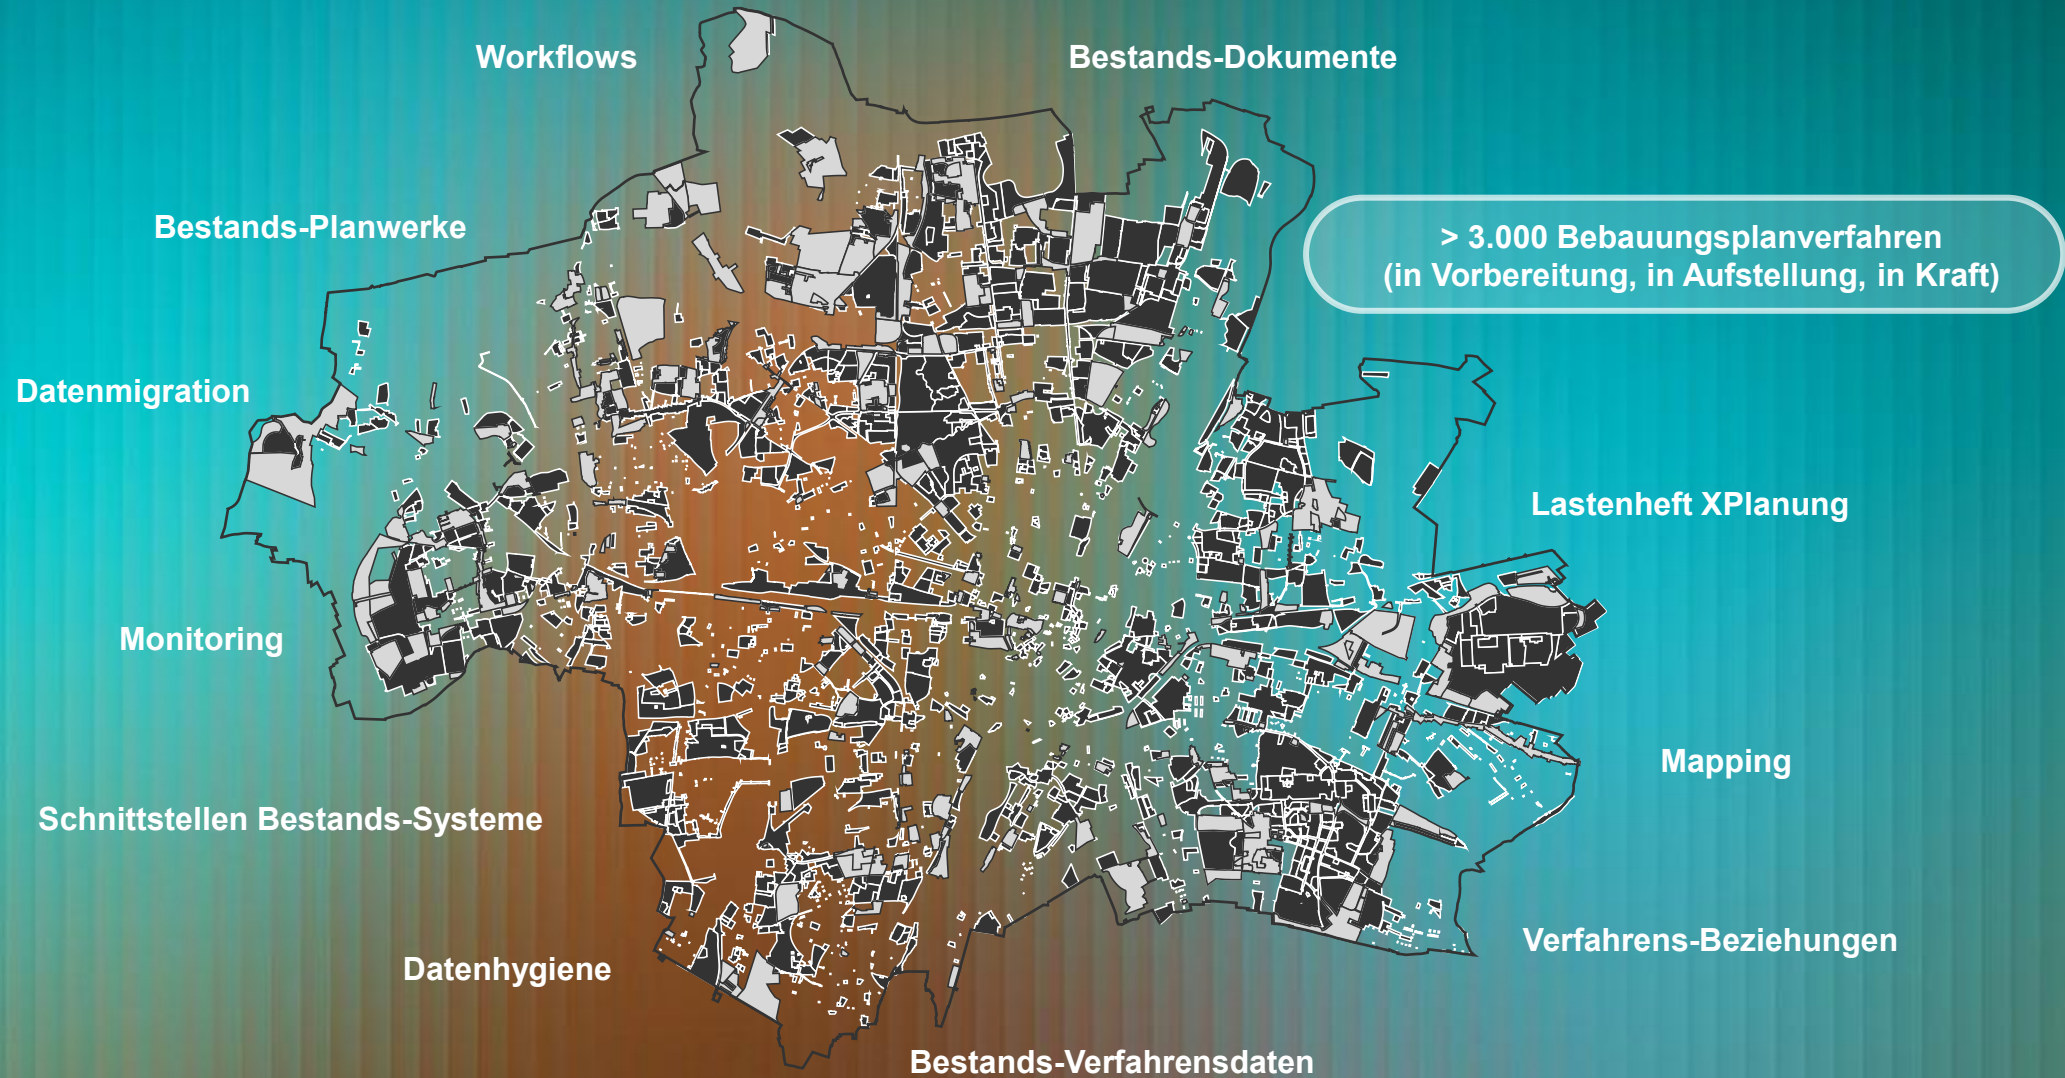 Workflows
Bestands-Dokumente
Bestands-Planwerke
> 3.000 Bebauungsplanverfahren
(in Vorbereitung, in Aufstellung, in Kraft)
Datenmigration
Lastenheft XPlanung
Monitoring
Mapping
Schnittstellen Bestands-Systeme
Verfahrens-Beziehungen
Datenhygiene
Bestands-Verfahrensdaten